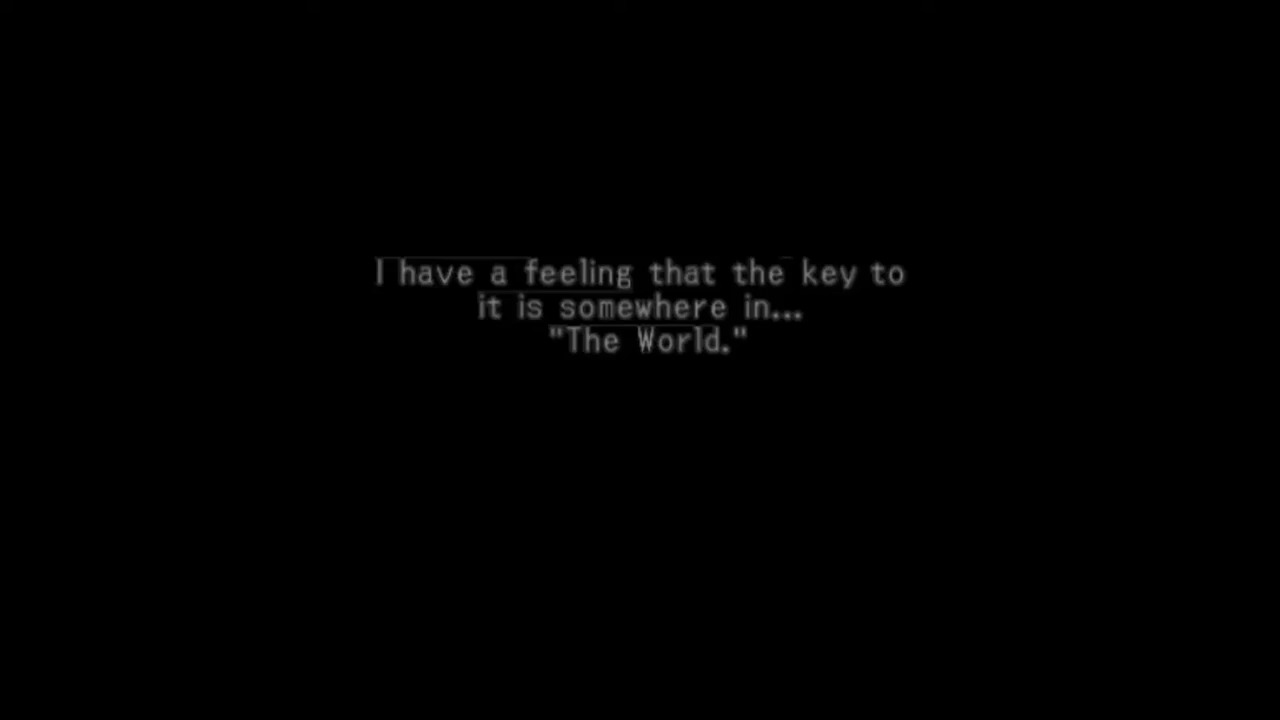 I have a feeling that the key to
it is somewhere in...
"The World."